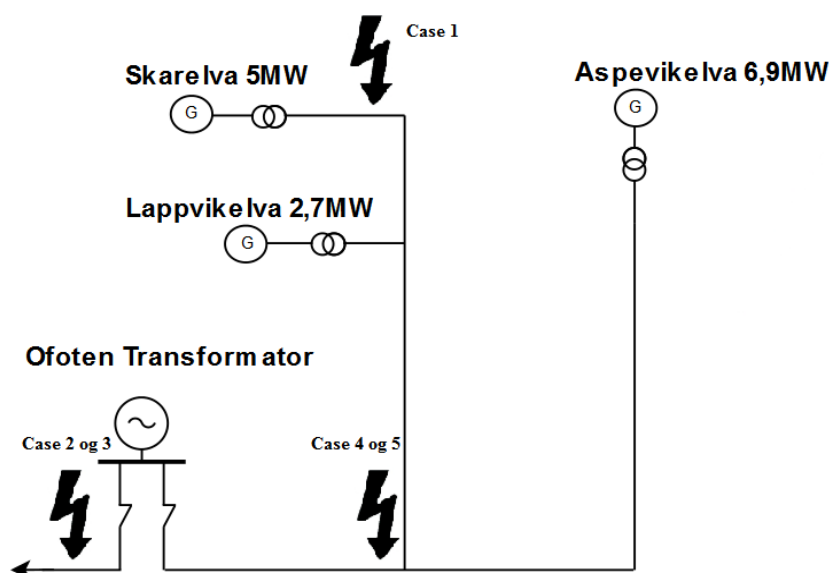 Case 1
Skarelva 5MW
Aspevikelva 6,9MW
G
G
Lappvikelva 2,7MW
G
Ofoten Transformator
Case 2 og 3
Case 4 og 5